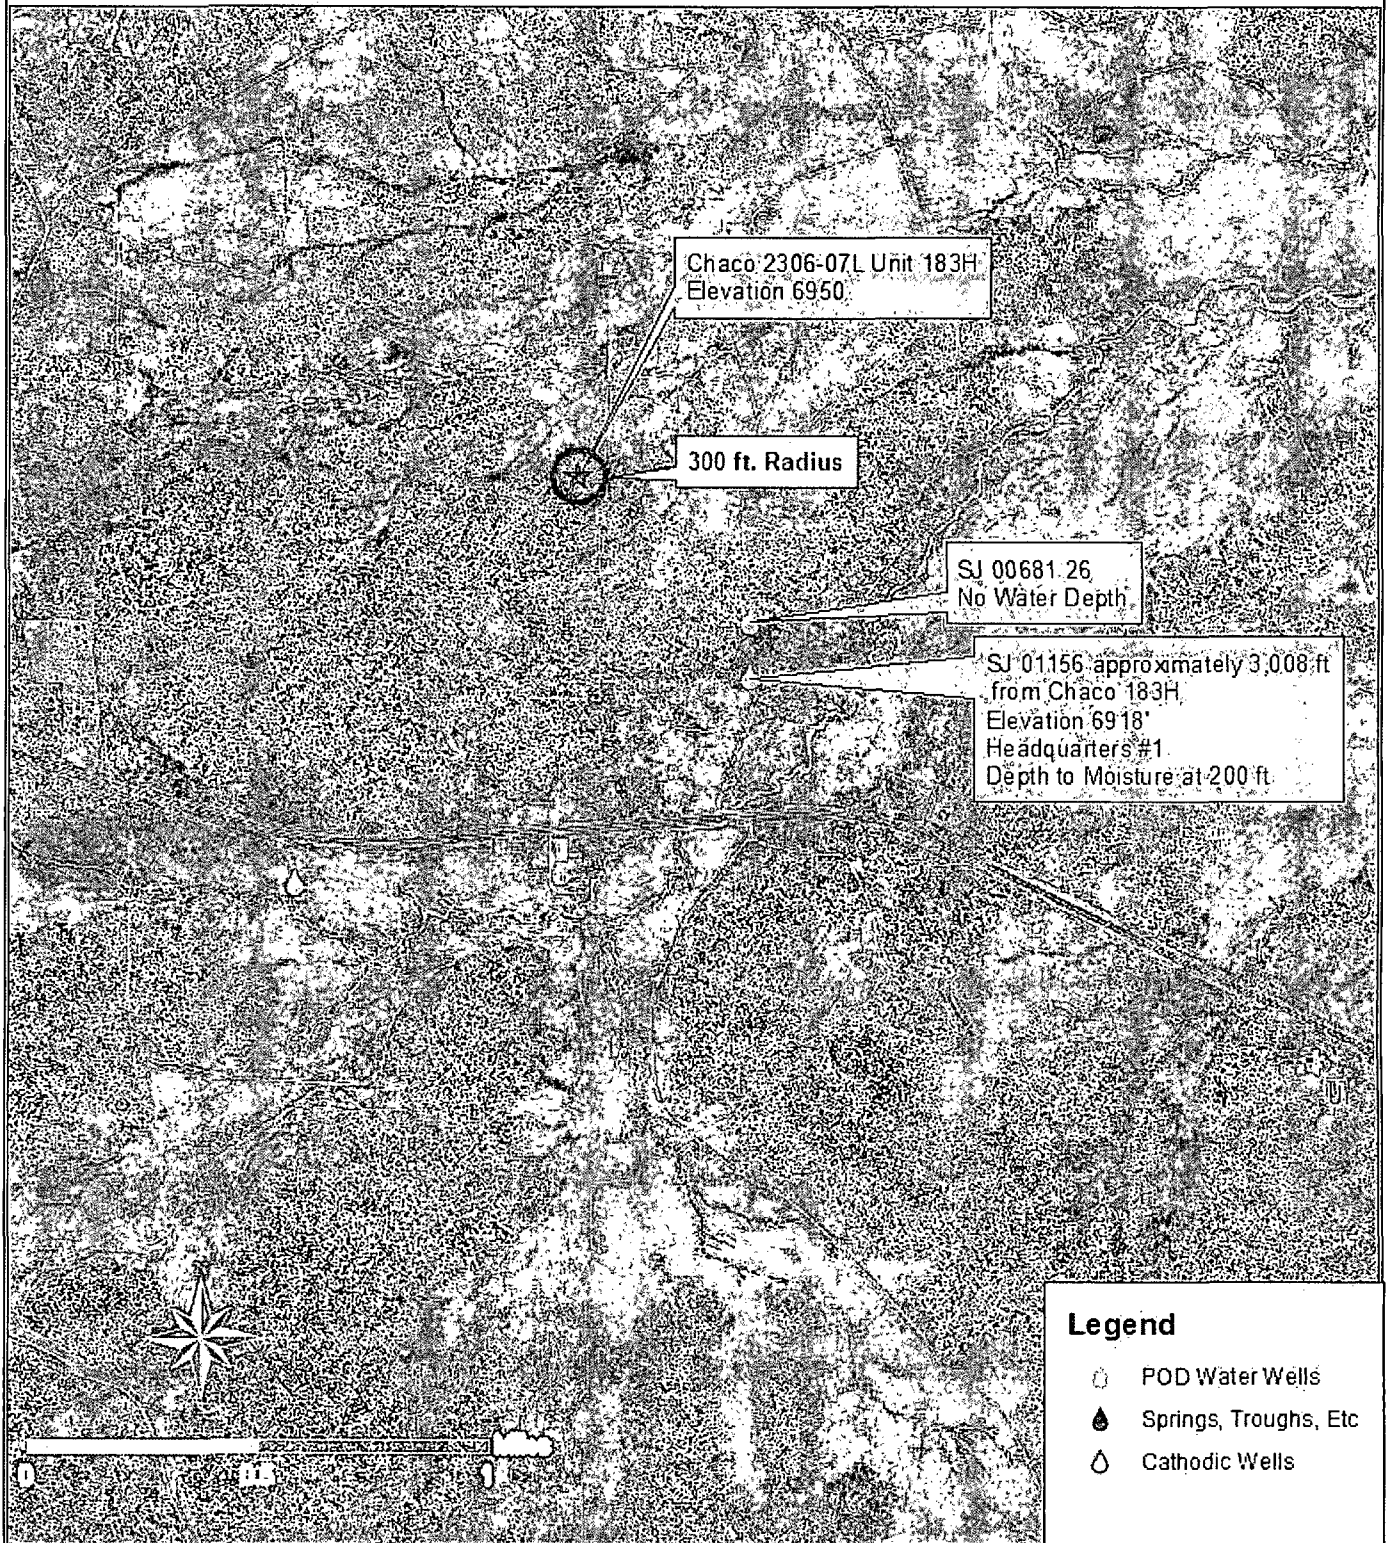 Chaco 2306-07L Unit 183H
Elevation 6950
300 ft. Radius
SJ 00681 26
No Water Depth
SJ 01156 approximately 3,008 ft
from Chaco 183H
Elevation 6918'
Headquarters #1
Depth to Moisture at 200 ft
Legend
POD Water Wells
Springs, Troughs, Etc
Cathodic Wells
0
1